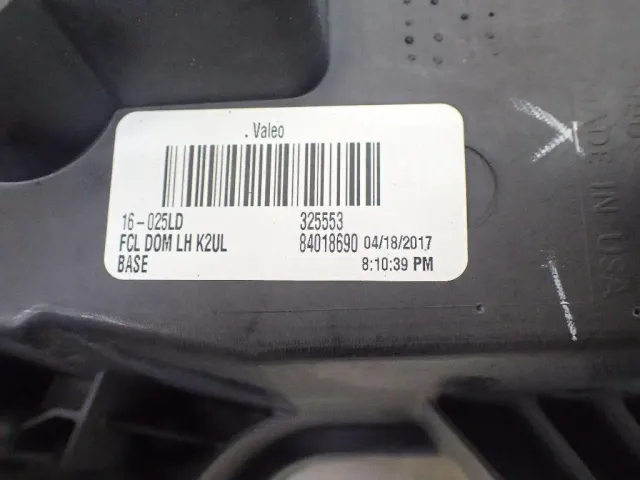 . Valeo
16-025LD 325553
FCL DOM LH K2UL 84018690 04/18/2017
BASE 8:10:39 PM
MADE IN USA